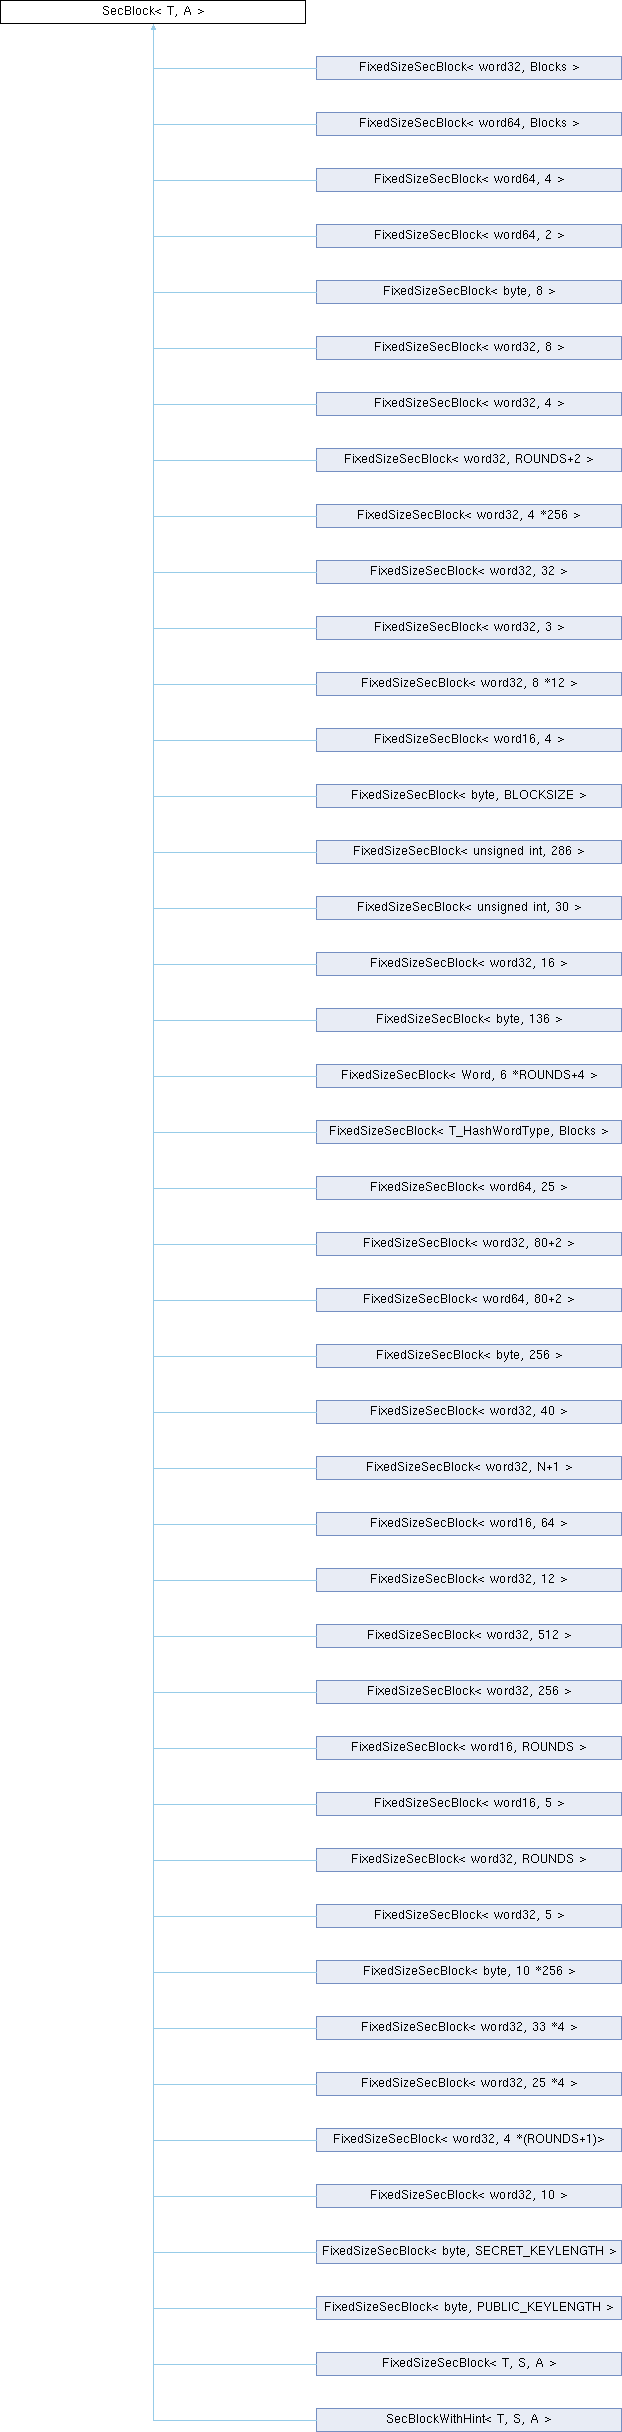 SecBlock< T, A >
FixedSizeSecBlock< word32, Blocks >
FixedSizeSecBlock< word64, Blocks >
FixedSizeSecBlock< word64, 4 >
FixedSizeSecBlock< word64, 2 >
FixedSizeSecBlock< byte, 8 >
FixedSizeSecBlock< word32, 8 >
FixedSizeSecBlock< word32, 4 >
FixedSizeSecBlock< word32, ROUNDS+2 >
FixedSizeSecBlock< word32, 4 *256 >
FixedSizeSecBlock< word32, 32 >
FixedSizeSecBlock< word32, 3 >
FixedSizeSecBlock< word32, 8 *12 >
FixedSizeSecBlock< word16, 4 >
FixedSizeSecBlock< byte, BLOCKSIZE >
FixedSizeSecBlock< unsigned int, 286 >
FixedSizeSecBlock< unsigned int, 30 >
FixedSizeSecBlock< word32, 16 >
FixedSizeSecBlock< byte, 136 >
FixedSizeSecBlock< Word, 6 *ROUNDS+4 >
FixedSizeSecBlock< T_HashWordType, Blocks >
FixedSizeSecBlock< word64, 25 >
FixedSizeSecBlock< word32, 80+2 >
FixedSizeSecBlock< word64, 80+2 >
FixedSizeSecBlock< byte, 256 >
FixedSizeSecBlock< word32, 40 >
FixedSizeSecBlock< word32, N+1 >
FixedSizeSecBlock< word16, 64 >
FixedSizeSecBlock< word32, 12 >
FixedSizeSecBlock< word32, 512 >
FixedSizeSecBlock< word32, 256 >
FixedSizeSecBlock< word16, ROUNDS >
FixedSizeSecBlock< word16, 5 >
FixedSizeSecBlock< word32, ROUNDS >
FixedSizeSecBlock< word32, 5 >
FixedSizeSecBlock< byte, 10 *256 >
FixedSizeSecBlock< word32, 33 *4 >
FixedSizeSecBlock< word32, 25 *4 >
FixedSizeSecBlock< word32, 4 *(ROUNDS+1)>
FixedSizeSecBlock< word32, 10 >
FixedSizeSecBlock< byte, SECRET_KEYLENGTH >
FixedSizeSecBlock< byte, PUBLIC_KEYLENGTH >
FixedSizeSecBlock< T, S, A >
SecBlockWithHint< T, S, A >